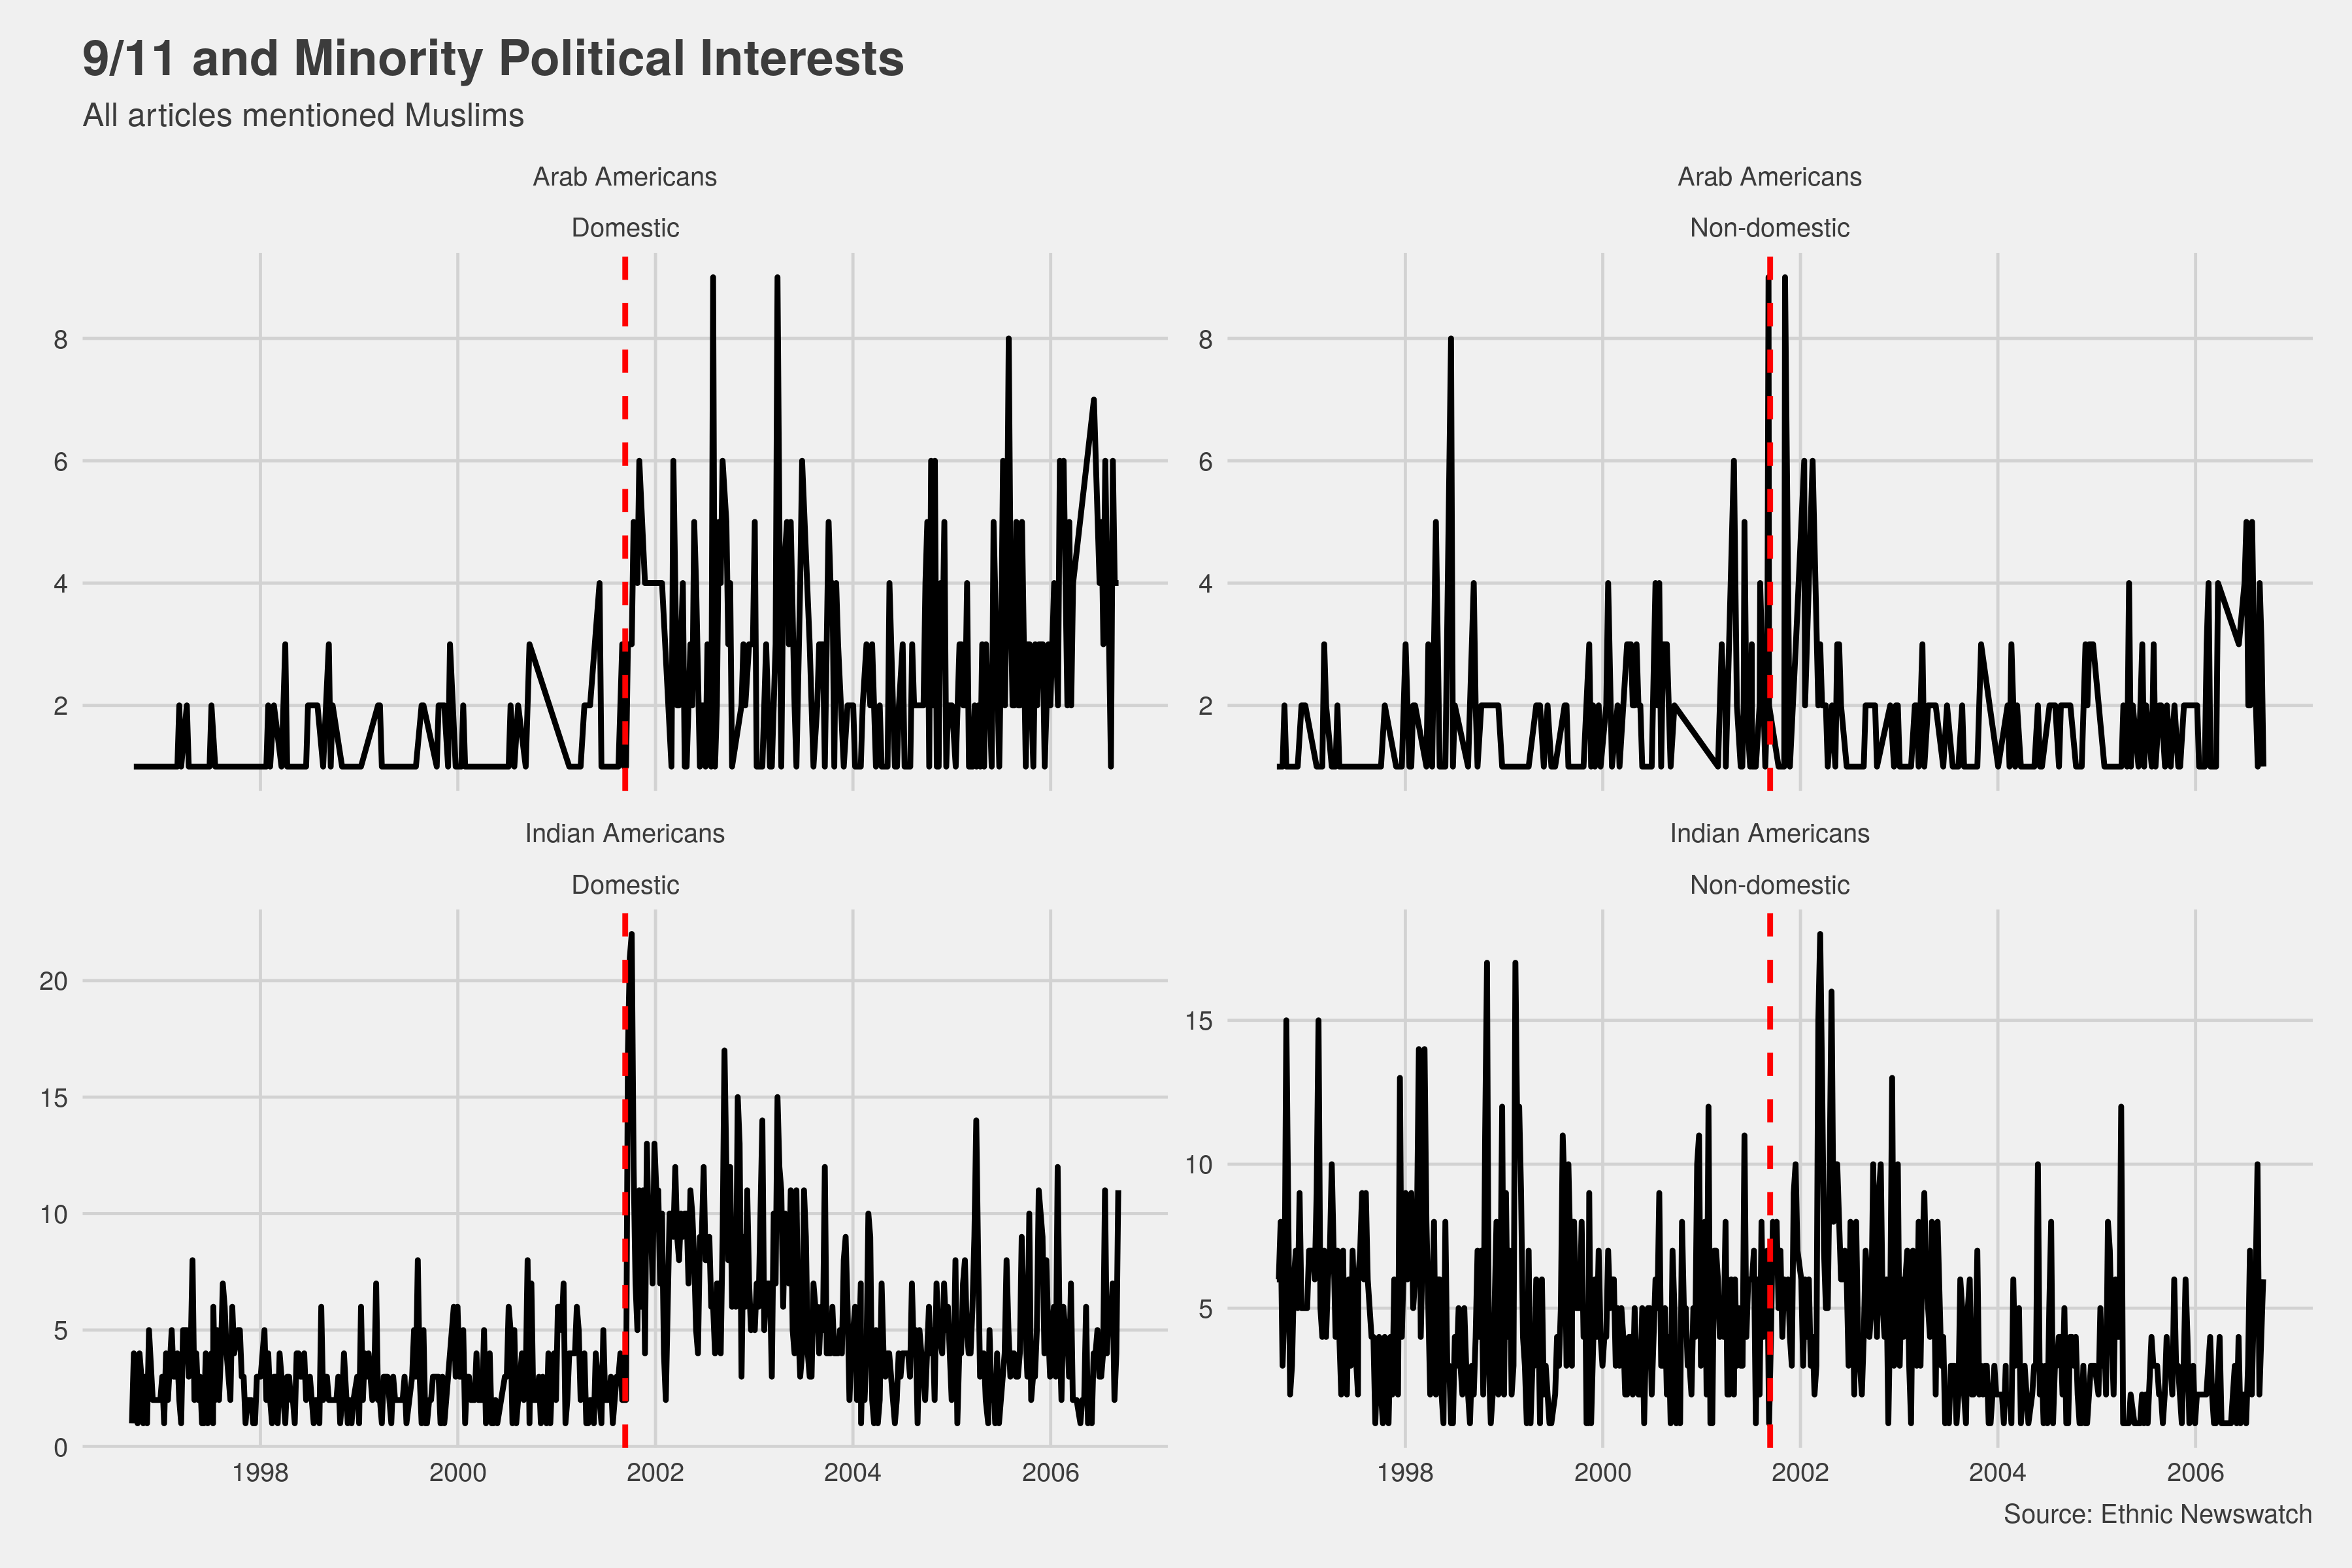 9/11 and Minority Political Interests
All articles mentioned Muslims
Arab Americans
Domestic
8
6
4
2
Arab Americans
Non-domestic
8
6
4
2
Indian Americans
Domestic
20
15
10
5
0
1998 2000 2002 2004 2006
Indian Americans
Non-domestic
15
10
5
1998 2000 2002 2004 2006
Source: Ethnic Newswatch